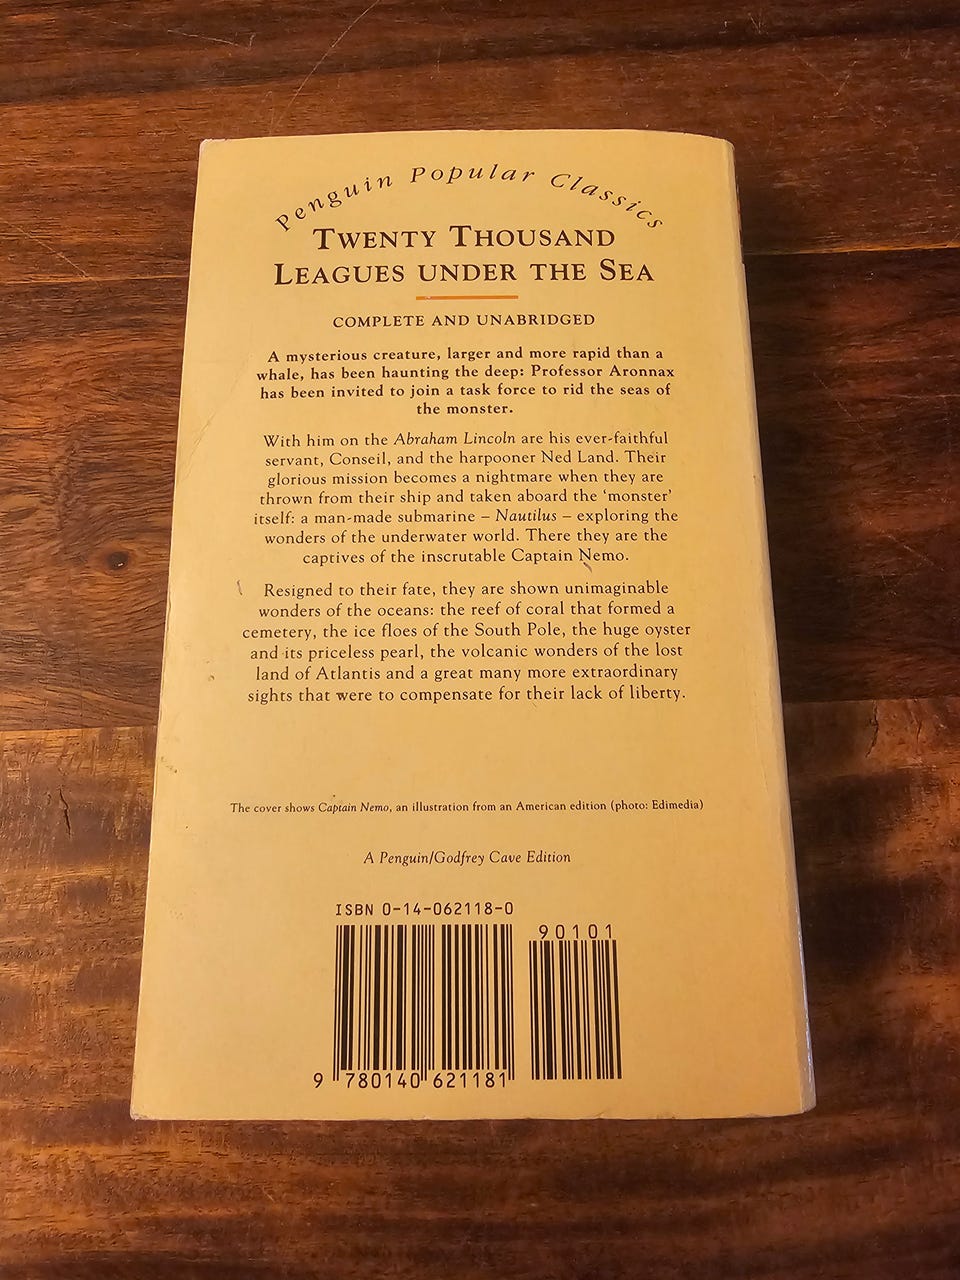 Penguin Popular Classics
TWENTY THOUSAND
LEAGUES UNDER THE SEA
COMPLETE AND UNABRIDGED
A mysterious creature, larger and more rapid than a
whale, has been haunting the deep: Professor Aronnax
has been invited to join a task force to rid the seas of
the monster.
With him on the Abraham Lincoln are his ever-faithful
servant, Conseil, and the harpooner Ned Land. Their
glorious mission becomes a nightmare when they are
thrown from their ship and taken aboard the ‘monster’
itself: a man-made submarine – Nautilus – exploring the
wonders of the underwater world. There they are the
captives of the inscrutable Captain Nemo.
Resigned to their fate, they are shown unimaginable
wonders of the oceans: the reef of coral that formed a
cemetery, the ice floes of the South Pole, the huge oyster
and its priceless pearl, the volcanic wonders of the lost
land of Atlantis and a great many more extraordinary
sights that were to compensate for their lack of liberty.
The cover shows Captain Nemo, an illustration from an American edition (photo: Edimedia)
A Penguin/Godfrey Cave Edition
ISBN 0-14-062118-0
90101
9 780140 621181